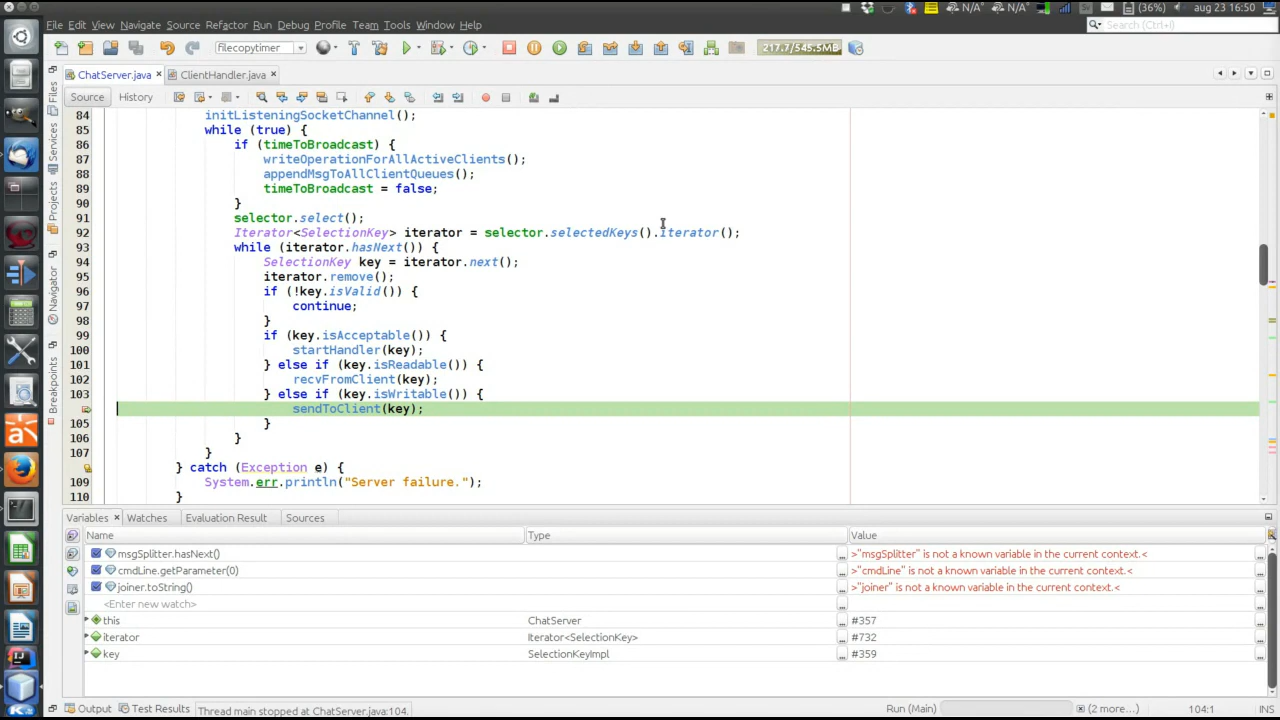 (36%) N/A N/A aug 23 16:50
File Edit View Navigate Source Refactor Run Debug Profile Team Tools Window Help
Search (Ctrl+I)
filecopytimer 217.7/545.5MB
ChatServer.java ClientHandler.java
Source History
84 initListeningSocketChannel();
85 while (true) {
86 if (timeToBroadcast) {
87 writeOperationForAllActiveClients();
88 appendMsgToAllClientQueues();
89 timeToBroadcast = false;
90 }
91 selector.select();
92 Iterator<SelectionKey> iterator = selector.selectedKeys().iterator();
93 while (iterator.hasNext()) {
94 SelectionKey key = iterator.next();
95 iterator.remove();
96 if (!key.isValid()) {
97 continue;
98 }
99 if (key.isAcceptable()) {
100 startHandler(key);
101 } else if (key.isReadable()) {
102 recvFromClient(key);
103 } else if (key.isWritable()) {
sendToClient(key);
105 }
106 }
107 }
} catch (Exception e) {
109 System.err.println("Server failure.");
110 }
Files
Services
Projects
Navigator
Breakpoints
Variables Watches Evaluation Result Sources
Name Type Value
msgSplitter.hasNext() >"msgSplitter" is not a known variable in the current context.<
cmdLine.getParameter(0) >"cmdLine" is not a known variable in the current context.<
joiner.toString() >"joiner" is not a known variable in the current context.<
<Enter new watch>
this ChatServer #357
iterator Iterator<SelectionKey> #732
key SelectionKeyImpl #359
Output Test Results Thread main stopped at ChatServer.java:104. Run (Main) (2 more...) 104:1 INS